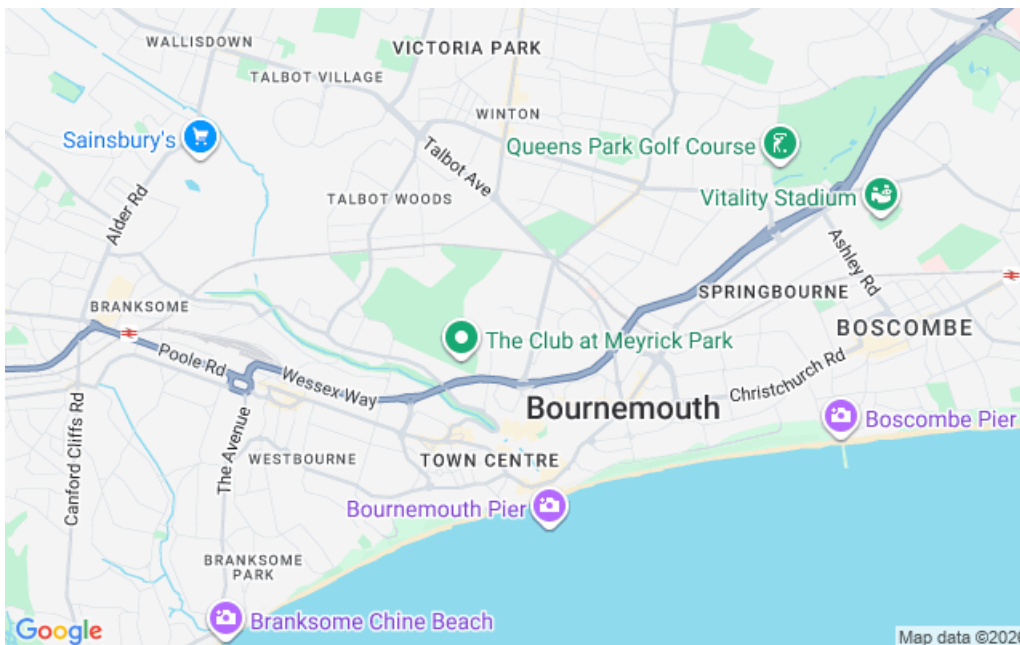 WALLISDOWN
VICTORIA PARK
TALBOT VILLAGE
WINTON
Sainsbury's
Queens Park Golf Course
Talbot Ave
Vitality Stadium
TALBOT WOODS
Alder Rd
Ashley Rd
SPRINGBOURNE
BRANKSOME
BOSCOMBE
The Club at Meyrick Park
Poole Rd
Wessex Way
Christchurch Rd
Bournemouth
Boscombe Pier
Canford Cliffs Rd
The Avenue
WESTBOURNE
TOWN CENTRE
Bournemouth Pier
BRANKSOME
PARK
Branksome Chine Beach
Google
Map data ©2026